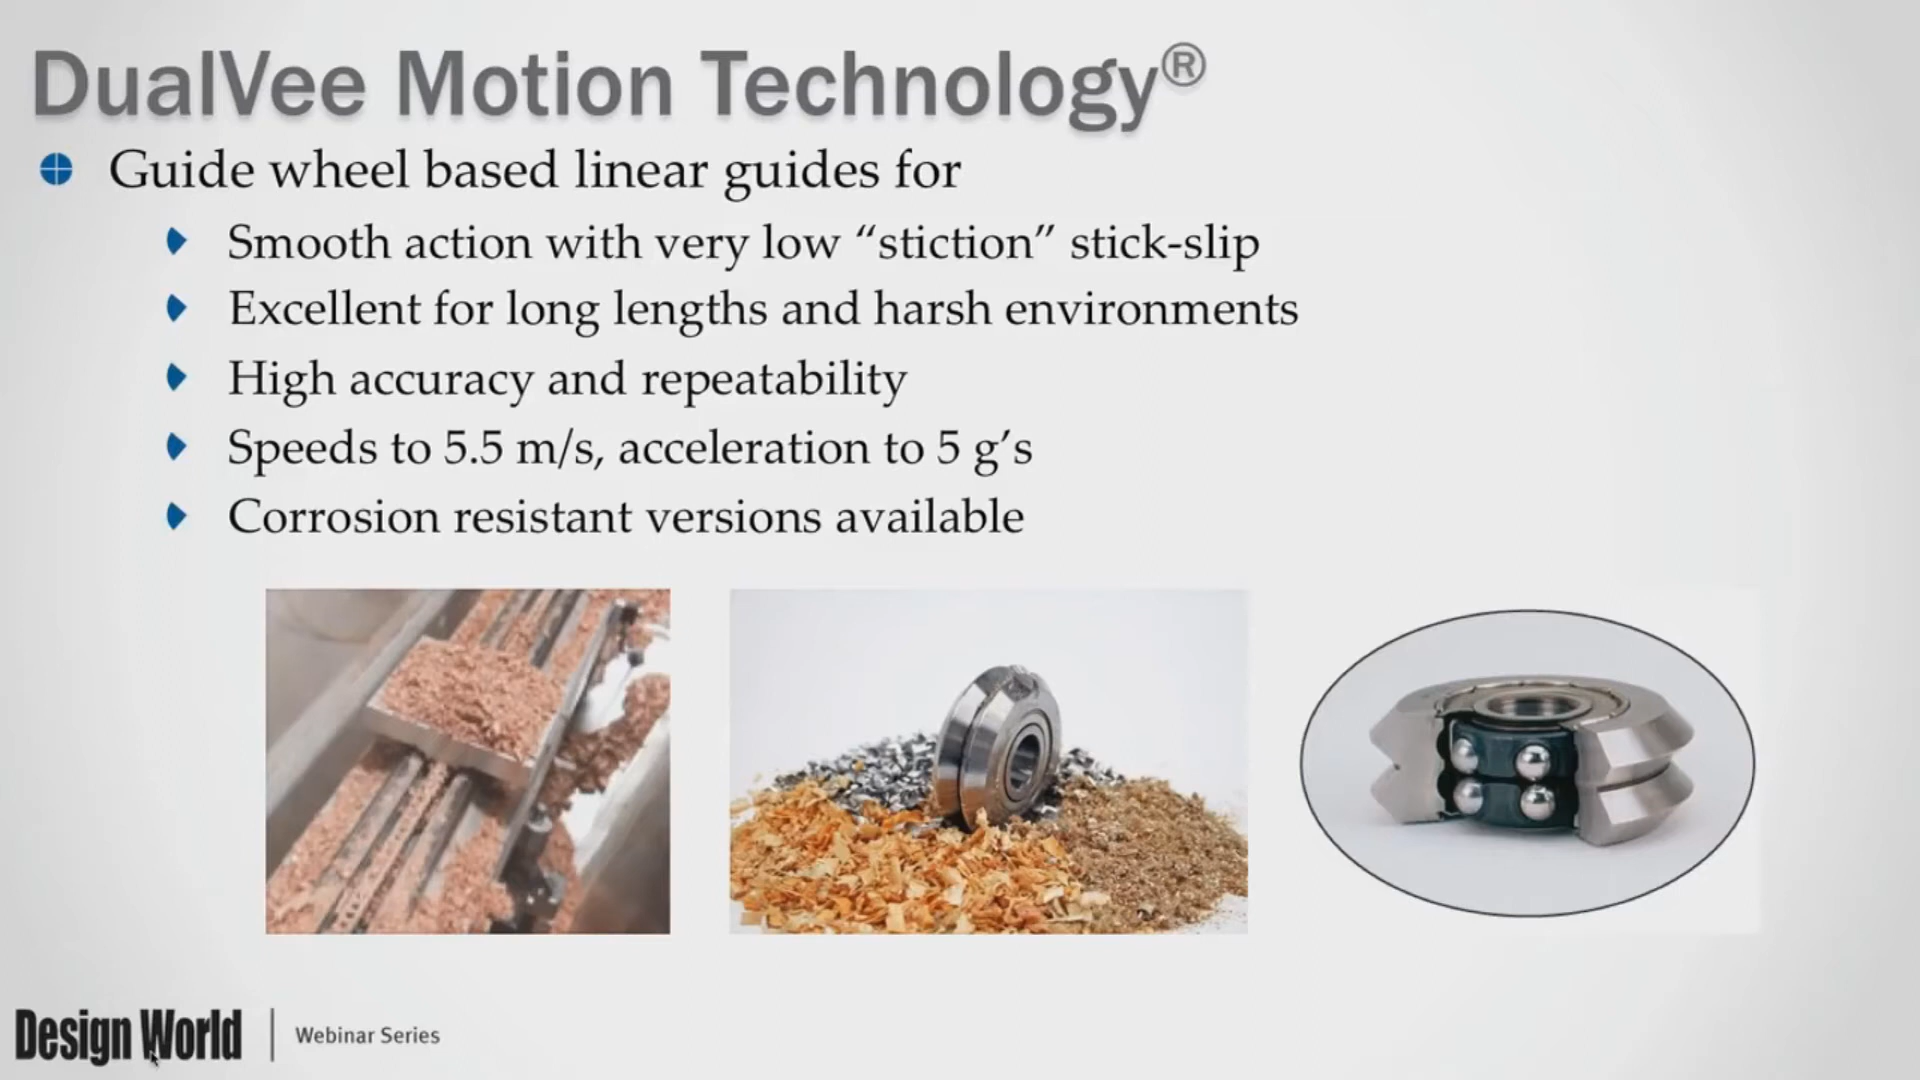 DualVee Motion Technology®
Guide wheel based linear guides for
Smooth action with very low “stiction” stick-slip
Excellent for long lengths and harsh environments
High accuracy and repeatability
Speeds to 5.5 m/s, acceleration to 5 g’s
Corrosion resistant versions available
Design World | Webinar Series